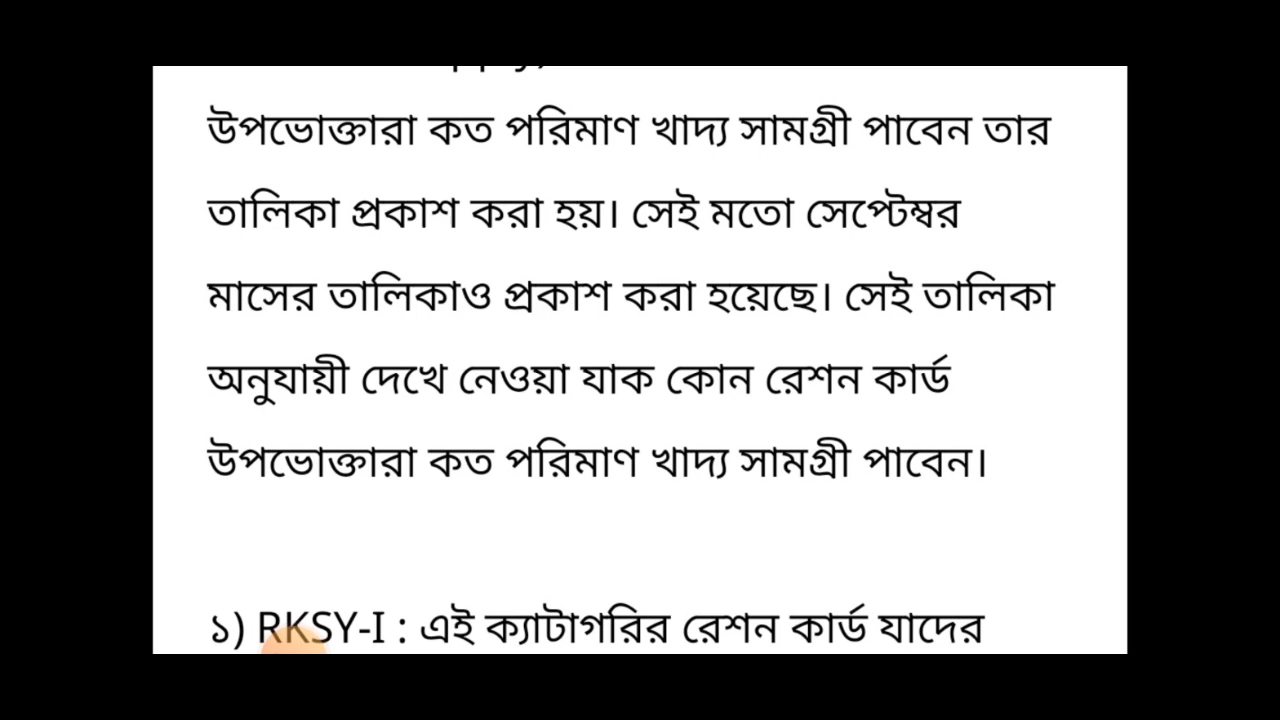 উপভোক্তারা কত পরিমাণ খাদ্য সামগ্রী পাবেন তার
তালিকা প্রকাশ করা হয়। সেই মতো সেপ্টেম্বর
মাসের তালিকাও প্রকাশ করা হয়েছে। সেই তালিকা
অনুযায়ী দেখে নেওয়া যাক কোন রেশন কার্ড
উপভোক্তারা কত পরিমাণ খাদ্য সামগ্রী পাবেন।
১) RKSY-I : এই ক্যাটাগরির রেশন কার্ড যাদের